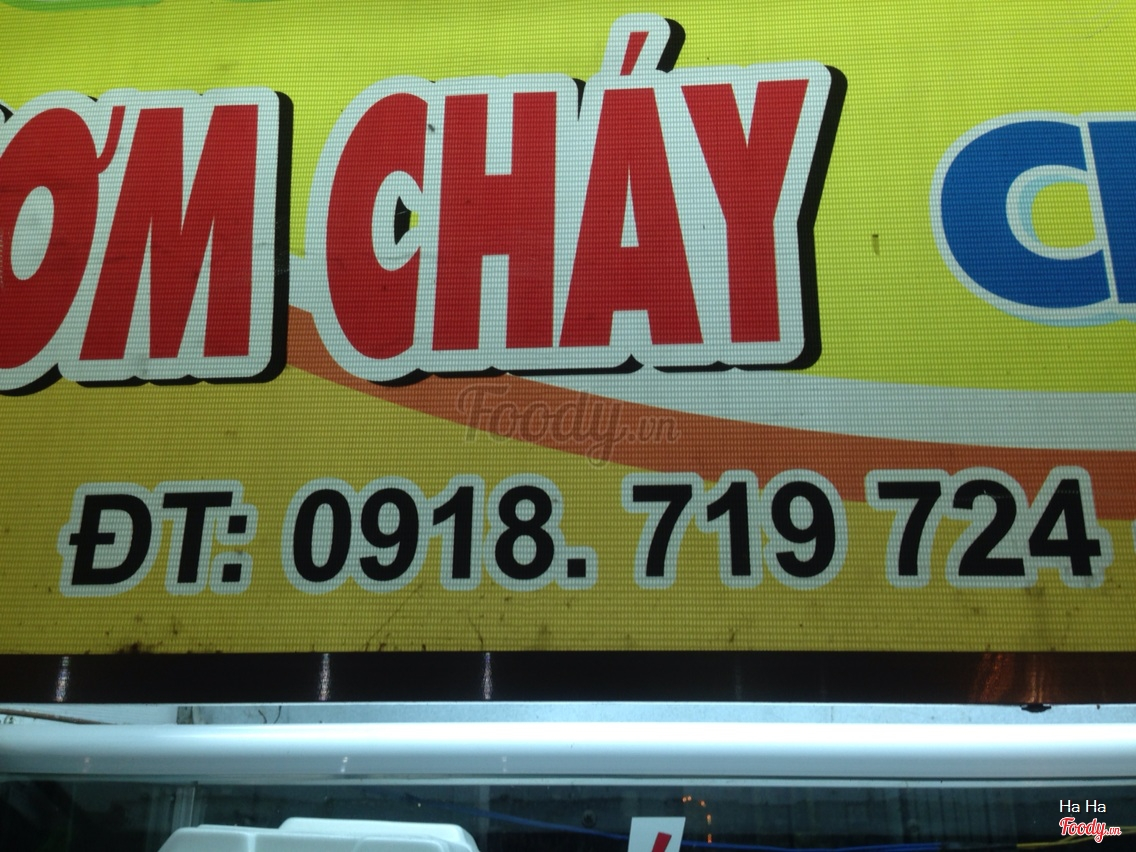 ƠM CHÁY C
Foody.vn
ĐT: 0918. 719 724
Ha Ha
Foody.vn